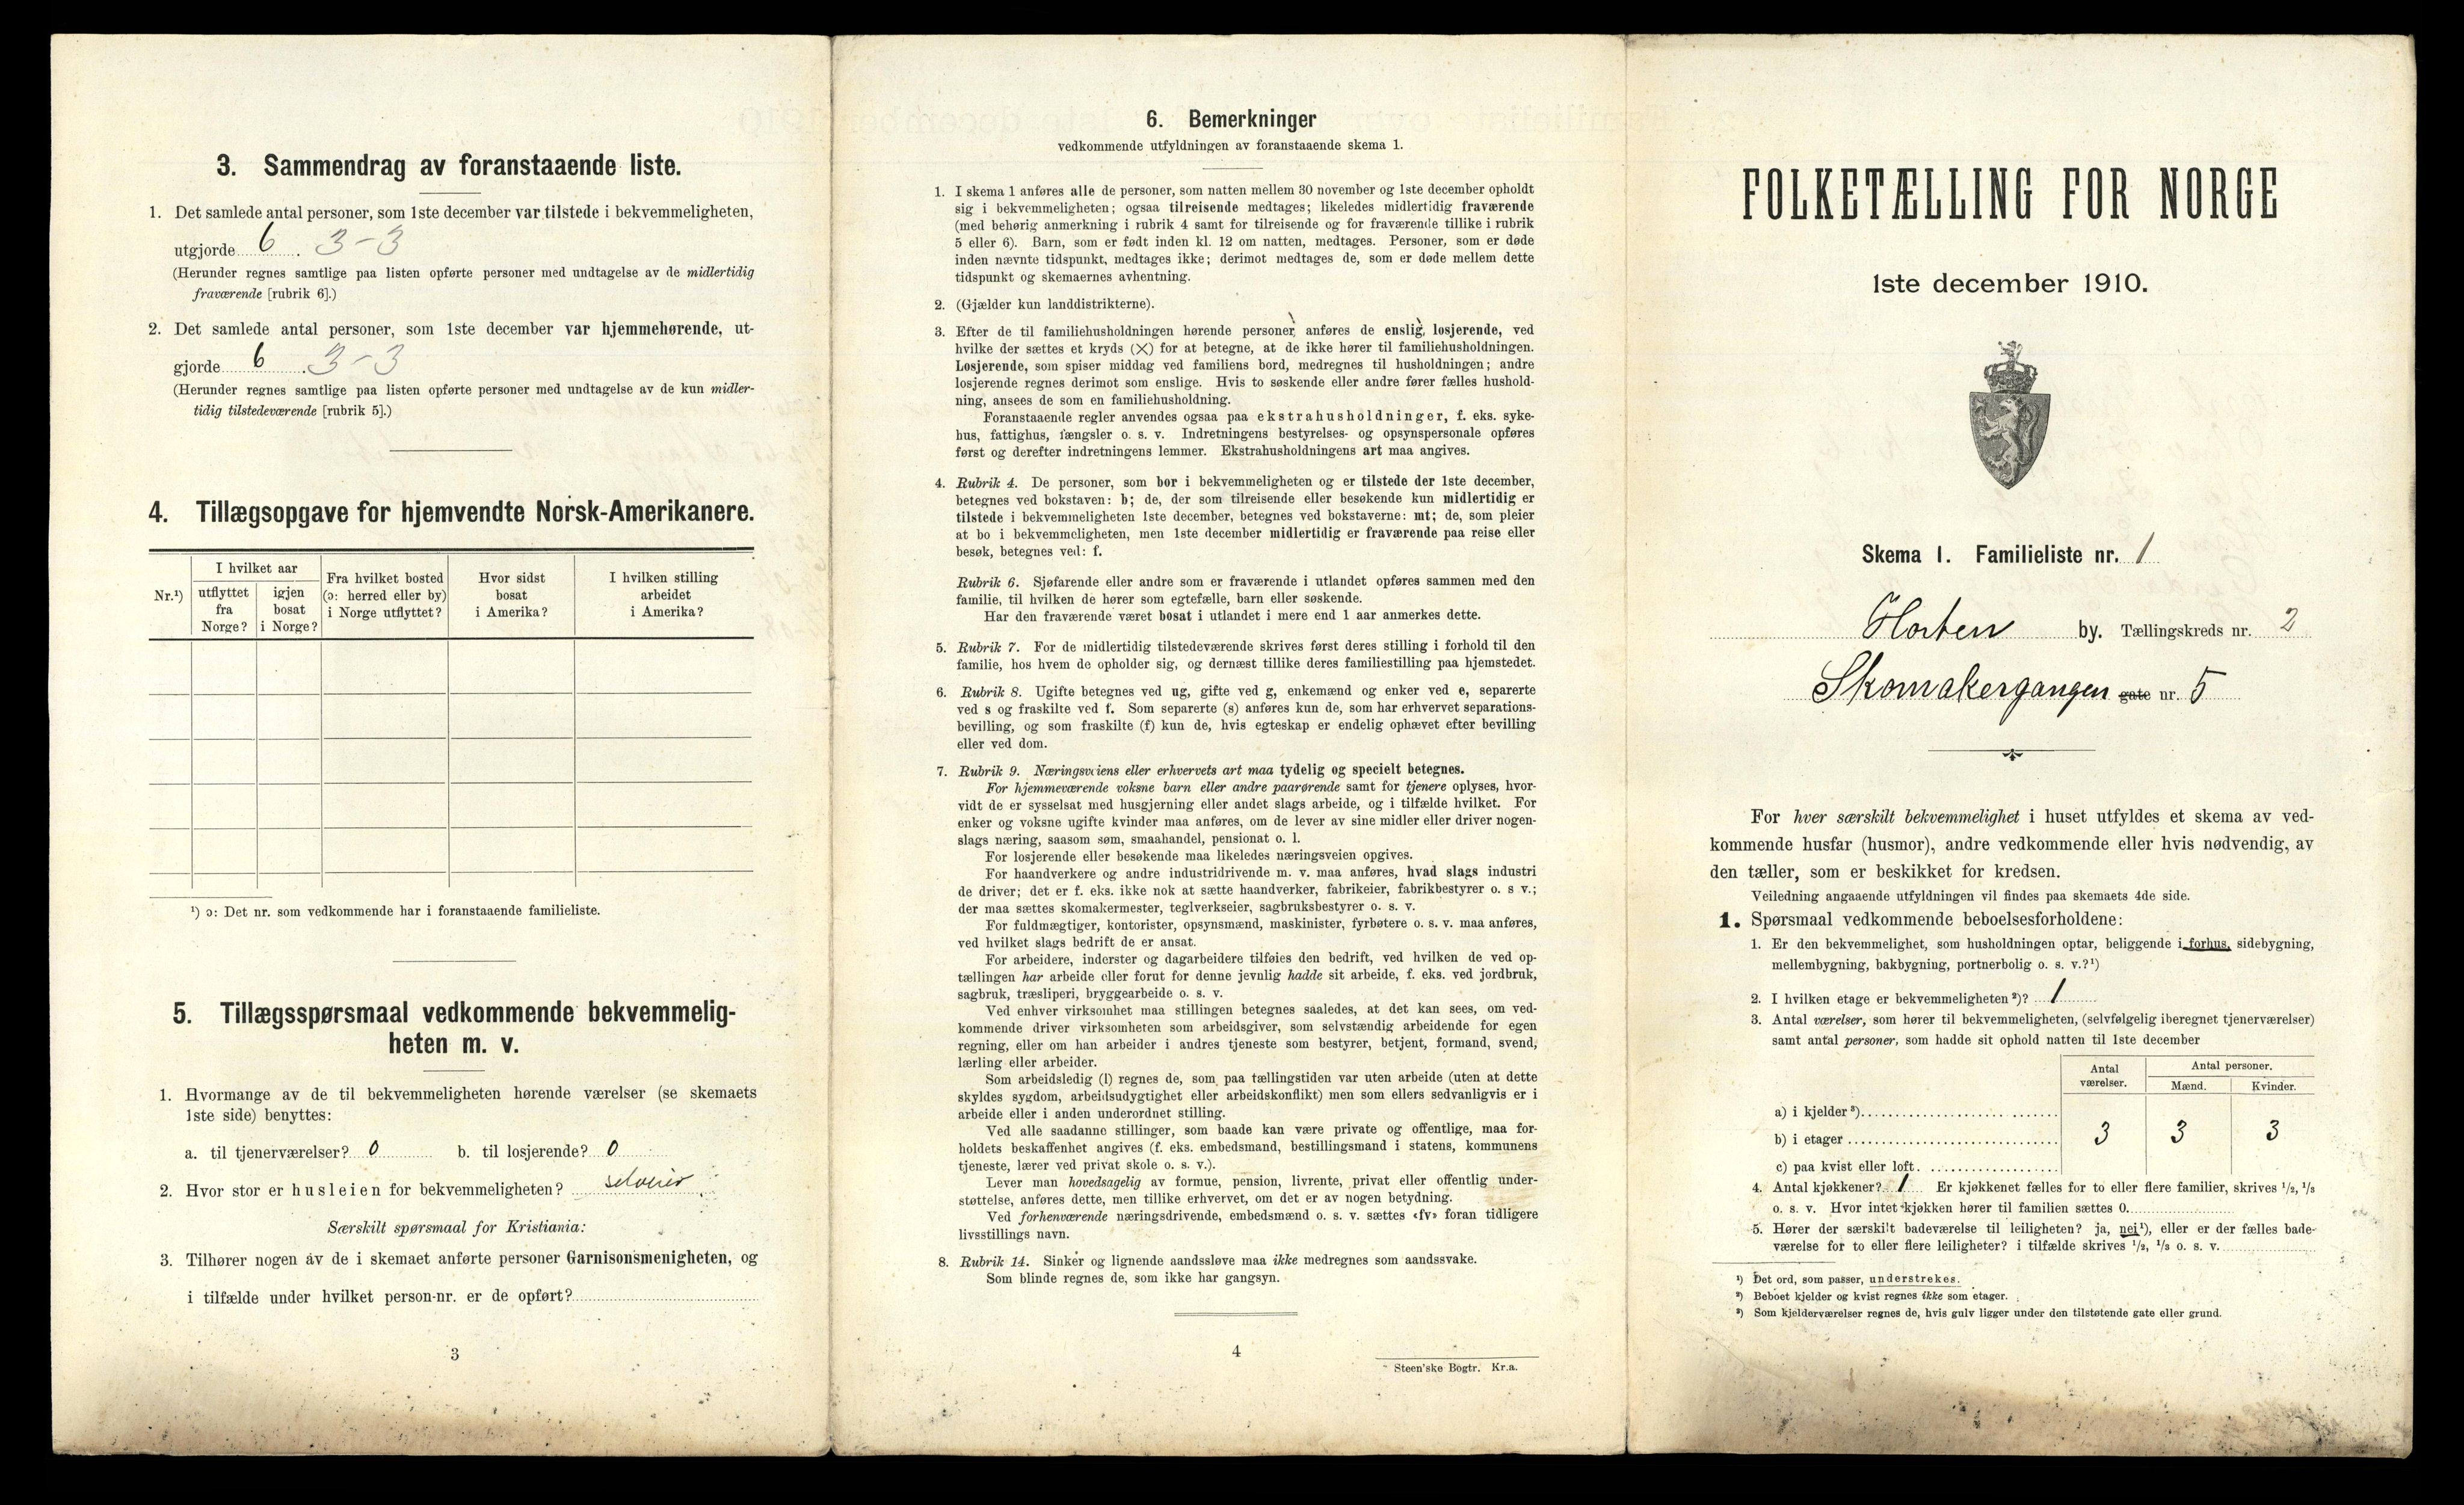 3. Sammendrag av foranstaaende liste.
1. Det samlede antal personer, som 1ste december var tilstede i bekvemmeligheten,
utgjorde 6 . 3-3
(Herunder regnes samtlige paa listen opførte personer med undtagelse av de midlertidig
fraværende [rubrik 6].)
2. Det samlede antal personer, som 1ste december var hjemmehørende, ut-
gjorde 6 . 3-3
(Herunder regnes samtlige paa listen opførte personer med undtagelse av de kun midler-
tidig tilstedeværende [rubrik 5].)
4. Tillægsopgave for hjemvendte Norsk-Amerikanere.
Nr.¹)
I hvilket aar
utflyttet
fra
Norge?
igjen
bosat
i Norge?
Fra hvilket bosted
(ɔ: herred eller by)
i Norge utflyttet?
Hvor sidst
bosat
i Amerika?
I hvilken stilling
arbeidet
i Amerika?
¹) ɔ: Det nr. som vedkommende har i foranstaaende familieliste.
5. Tillægsspørsmaal vedkommende bekvemmelig-
heten m. v.
1. Hvormange av de til bekvemmeligheten hørende værelser (se skemaets
1ste side) benyttes:
a. til tjenerværelser? 0 b. til losjerende? 0
2. Hvor stor er husleien for bekvemmeligheten? selveier
Særskilt spørsmaal for Kristiania:
3. Tilhører nogen av de i skemaet anførte personer Garnisonsmenigheten, og
i tilfælde under hvilket person-nr. er de opført?
3
6. Bemerkninger
vedkommende utfyldningen av foranstaaende skema 1.
1. I skema 1 anføres alle de personer, som natten mellem 30 november og 1ste december opholdt
sig i bekvemmeligheten; ogsaa tilreisende medtages; likeledes midlertidig fraværende
(med behørig anmerkning i rubrik 4 samt for tilreisende og for fraværende tillike i rubrik
5 eller 6). Barn, som er født inden kl. 12 om natten, medtages. Personer, som er døde
inden nævnte tidspunkt, medtages ikke; derimot medtages de, som er døde mellem dette
tidspunkt og skemaernes avhentning.
2. (Gjælder kun landdistrikterne).
3. Efter de til familiehusholdningen hørende personer anføres de enslig, losjerende, ved
hvilke der sættes et kryds (×) for at betegne, at de ikke hører til familiehusholdningen.
Losjerende, som spiser middag ved familiens bord, medregnes til husholdningen; andre
losjerende regnes derimot som enslige. Hvis to søskende eller andre fører fælles hushold-
ning, ansees de som en familiehusholdning.
Foranstaaende regler anvendes ogsaa paa ekstrahusholdninger, f. eks. syke-
hus, fattighus, fængsler o. s. v. Indretningens bestyrelses- og opsynspersonale opføres
først og derefter indretningens lemmer. Ekstrahusholdningens art maa angives.
4. Rubrik 4. De personer, som bor i bekvemmeligheten og er tilstede der 1ste december,
betegnes ved bokstaven: b; de, der som tilreisende eller besøkende kun midlertidig er
tilstede i bekvemmeligheten 1ste december, betegnes ved bokstaverne: mt; de, som pleier
at bo i bekvemmeligheten, men 1ste december midlertidig er fraværende paa reise eller
besøk, betegnes ved: f.
Rubrik 6. Sjøfarende eller andre som er fraværende i utlandet opføres sammen med den
familie, til hvilken de hører som egtefælle, barn eller søskende.
Har den fraværende været bosat i utlandet i mere end 1 aar anmerkes dette.
5. Rubrik 7. For de midlertidig tilstedeværende skrives først deres stilling i forhold til den
familie, hos hvem de opholder sig, og dernæst tillike deres familiestilling paa hjemstedet.
6. Rubrik 8. Ugifte betegnes ved ug, gifte ved g, enkemænd og enker ved e, separerte
ved s og fraskilte ved f. Som separerte (s) anføres kun de, som har erhvervet separations-
bevilling, og som fraskilte (f) kun de, hvis egteskap er endelig ophævet efter bevilling
eller ved dom.
7. Rubrik 9. Næringsveiens eller erhvervets art maa tydelig og specielt betegnes.
For hjemmeværende voksne barn eller andre paarørende samt for tjenere oplyses, hvor-
vidt de er sysselsat med husgjerning eller andet slags arbeide, og i tilfælde hvilket. For
enker og voksne ugifte kvinder maa anføres, om de lever av sine midler eller driver nogen-
slags næring, saasom søm, smaahandel, pensionat o. l.
For losjerende eller besøkende maa likeledes næringsveien opgives.
For haandverkere og andre industridrivende m. v. maa anføres, hvad slags industri
de driver; det er f. eks. ikke nok at sætte haandverker, fabrikeier, fabrikbestyrer o. s v.;
der maa sættes skomakermester, teglverkseier, sagbruksbestyrer o. s. v.
For fuldmægtiger, kontorister, opsynsmænd, maskinister, fyrbøtere o. s. v. maa anføres,
ved hvilket slags bedrift de er ansat.
For arbeidere, inderster og dagarbeidere tilføies den bedrift, ved hvilken de ved op-
tællingen har arbeide eller forut for denne jevnlig hadde sit arbeide, f. eks. ved jordbruk,
sagbruk, træsliperi, bryggearbeide o. s. v.
Ved enhver virksomhet maa stillingen betegnes saaledes, at det kan sees, om ved-
kommende driver virksomheten som arbeidsgiver, som selvstændig arbeidende for egen
regning, eller om han arbeider i andres tjeneste som bestyrer, betjent, formand, svend,
lærling eller arbeider.
Som arbeidsledig (l) regnes de, som paa tællingstiden var uten arbeide (uten at dette
skyldes sygdom, arbeidsudygtighet eller arbeidskonflikt) men som ellers sedvanligvis er i
arbeide eller i anden underordnet stilling.
Ved alle saadanne stillinger, som baade kan være private og offentlige, maa for-
holdets beskaffenhet angives (f. eks. embedsmand, bestillingsmand i statens, kommunens
tjeneste, lærer ved privat skole o. s. v.).
Lever man hovedsagelig av formue, pension, livrente, privat eller offentlig under-
støttelse, anføres dette, men tillike erhvervet, om det er av nogen betydning.
Ved forhenværende næringsdrivende, embedsmænd o. s. v. sættes «fv» foran tidligere
livsstillings navn.
8. Rubrik 14. Sinker og lignende aandssløve maa ikke medregnes som aandssvake.
Som blinde regnes de, som ikke har gangsyn.
4
Steen'ske Bogtr. Kr.a.
FOLKETÆLLING FOR NORGE
1ste december 1910.
Skema 1. Familieliste nr. 1
Horten by. Tællingskreds nr. 2
Skomakergangen gate nr. 5
For hver særskilt bekvemmelighet i huset utfyldes et skema av ved-
kommende husfar (husmor), andre vedkommende eller hvis nødvendig, av
den tæller, som er beskikket for kredsen.
Veiledning angaaende utfyldningen vil findes paa skemaets 4de side.
1. Spørsmaal vedkommende beboelsesforholdene:
1. Er den bekvemmelighet, som husholdningen optar, beliggende i forhus, sidebygning,
mellembygning, bakbygning, portnerbolig o. s. v.?¹)
2. I hvilken etage er bekvemmeligheten ²)? 1
3. Antal værelser, som hører til bekvemmeligheten, (selvfølgelig iberegnet tjenerværelser)
samt antal personer, som hadde sit ophold natten til 1ste december
Antal
værelser.
Antal personer.
Mænd. Kvinder.
a) i kjelder ³)
b) i etager 3 3 3
c) paa kvist eller loft.
4. Antal kjøkkener? 1 Er kjøkkenet fælles for to eller flere familier, skrives 1/2, 1/3
o. s. v. Hvor intet kjøkken hører til familien sættes 0.
5. Hører der særskilt badeværelse til leiligheten? ja, nei¹), eller er der fælles bade-
værelse for to eller flere leiligheter? i tilfælde skrives 1/2, 1/3 o. s. v.
¹) Det ord, som passer, understrekes.
²) Beboet kjelder og kvist regnes ikke som etager.
³) Som kjelderværelser regnes de, hvis gulv ligger under den tilstøtende gate eller grund.